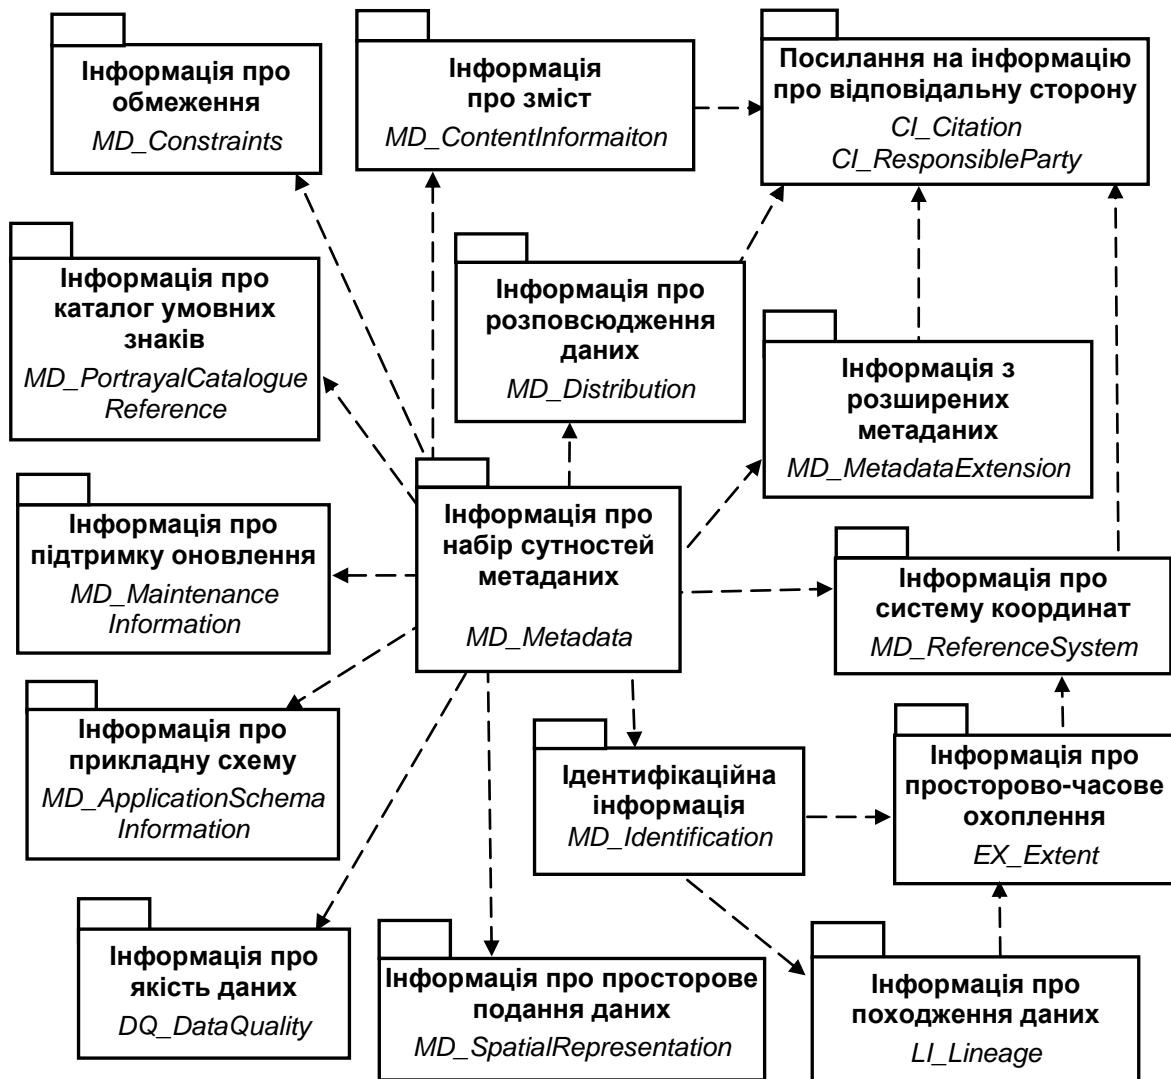 Інформація про
обмеження
MD_Constraints
Інформація
про зміст
MD_ContentInformaiton
Посилання на інформацію
про відповідальну сторону
CI_Citation
CI_ResponsibleParty
Інформація про
каталог умовних
знаків
MD_PortrayalCatalogue
Reference
Інформація про
розповсюдження
даних
MD_Distribution
Інформація з
розширених
метаданих
MD_MetadataExtension
Інформація про
підтримку оновлення
MD_Maintenance
Information
Інформація про
набір сутностей
метаданих
MD_Metadata
Інформація про
систему координат
MD_ReferenceSystem
Інформація про
прикладну схему
MD_ApplicationSchema
Information
Ідентифікаційна
інформація
MD_Identification
Інформація про
просторово-часове
охоплення
EX_Extent
Інформація про
якість даних
DQ_DataQuality
Інформація про просторове
подання даних
MD_SpatialRepresentation
Інформація про
походження даних
LI_Lineage